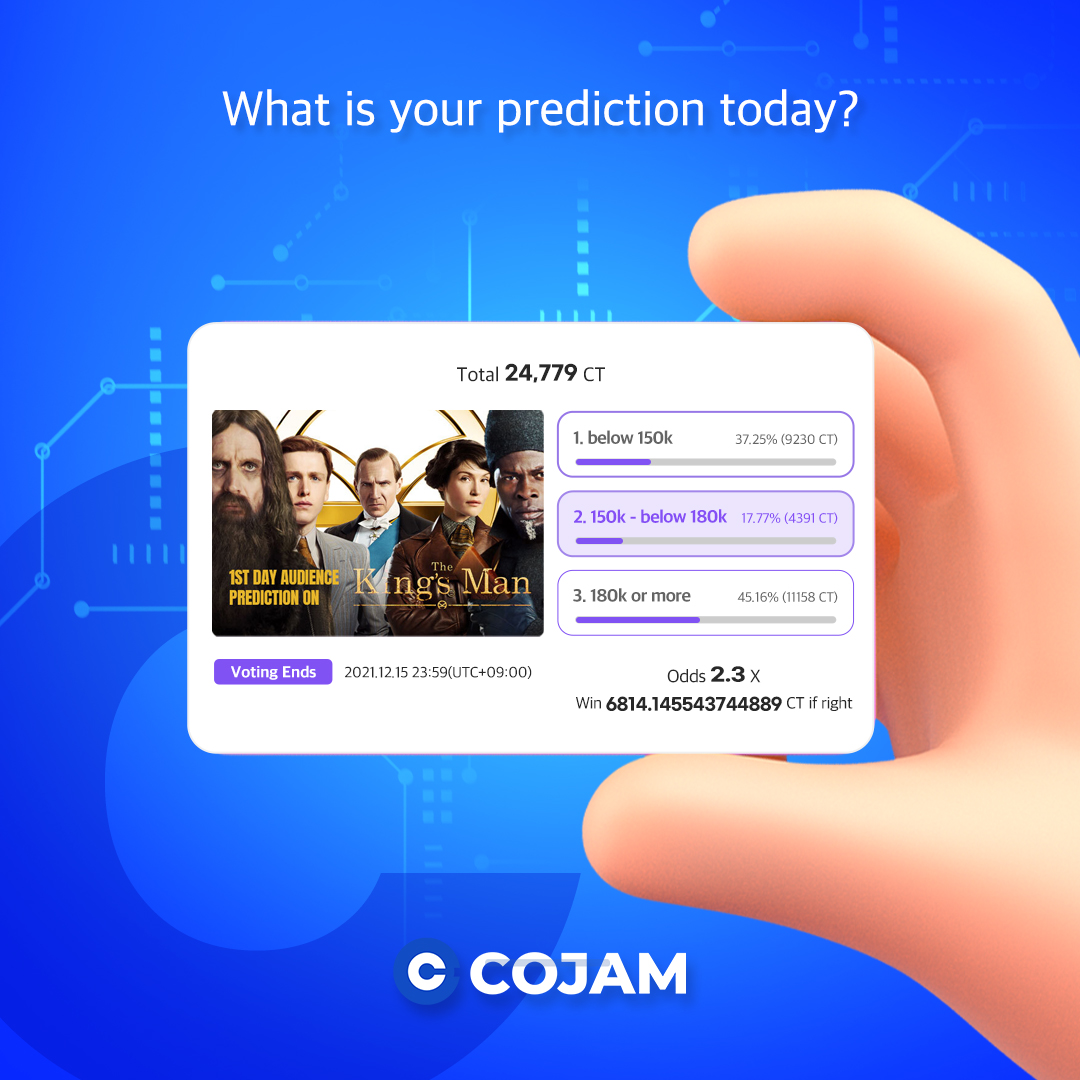 What is your prediction today?
Total 24,779 CT
1ST DAY AUDIENCE
PREDICTION ON
The
King's Man
1. below 150k 37.25% (9230 CT)
2. 150k - below 180k 17.77% (4391 CT)
3. 180k or more 45.16% (11158 CT)
Voting Ends 2021.12.15 23:59(UTC+09:00)
Odds 2.3 X
Win 6814.145543744889 CT if right
C COJAM